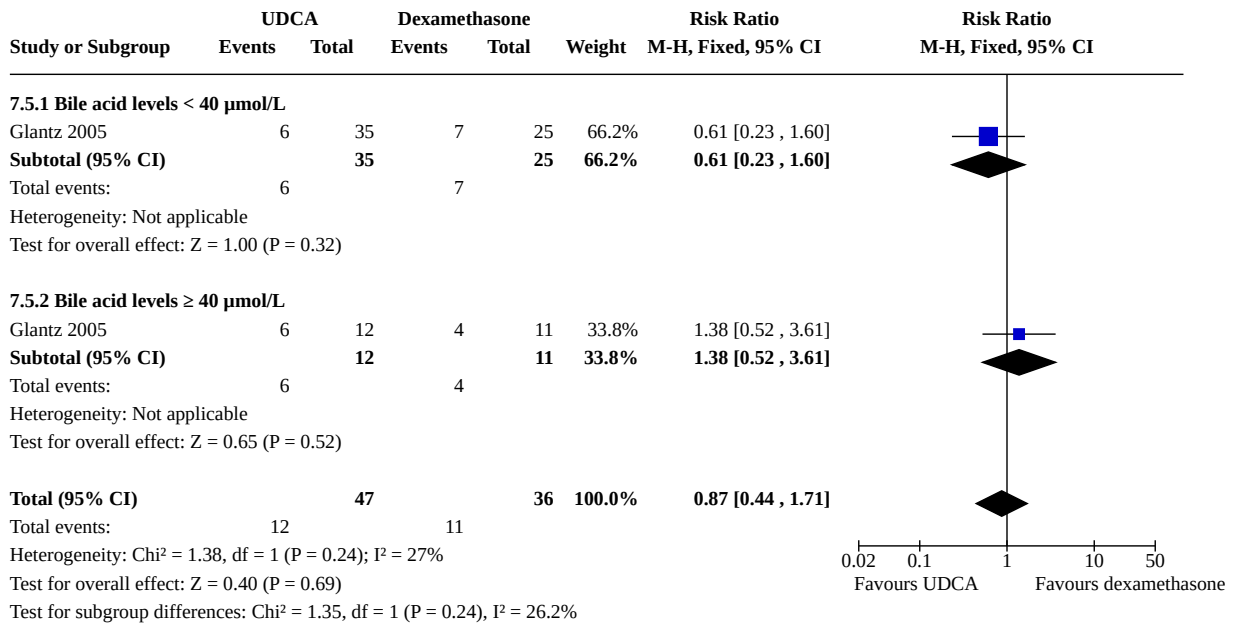 UDCA Dexamethasone Risk Ratio Risk Ratio
Study or Subgroup Events Total Events Total Weight M-H, Fixed, 95% CI M-H, Fixed, 95% CI
7.5.1 Bile acid levels < 40 µmol/L
Glantz 2005 6 35 7 25 66.2% 0.61 [0.23 , 1.60]
Subtotal (95% CI) 35 25 66.2% 0.61 [0.23 , 1.60]
Total events: 6 7
Heterogeneity: Not applicable
Test for overall effect: Z = 1.00 (P = 0.32)
7.5.2 Bile acid levels ≥ 40 µmol/L
Glantz 2005 6 12 4 11 33.8% 1.38 [0.52 , 3.61]
Subtotal (95% CI) 12 11 33.8% 1.38 [0.52 , 3.61]
Total events: 6 4
Heterogeneity: Not applicable
Test for overall effect: Z = 0.65 (P = 0.52)
Total (95% CI) 47 36 100.0% 0.87 [0.44 , 1.71]
Total events: 12 11
Heterogeneity: Chi² = 1.38, df = 1 (P = 0.24); I² = 27%
0.02 0.1 1 10 50
Test for overall effect: Z = 0.40 (P = 0.69)
Favours UDCA Favours dexamethasone
Test for subgroup differences: Chi² = 1.35, df = 1 (P = 0.24), I² = 26.2%